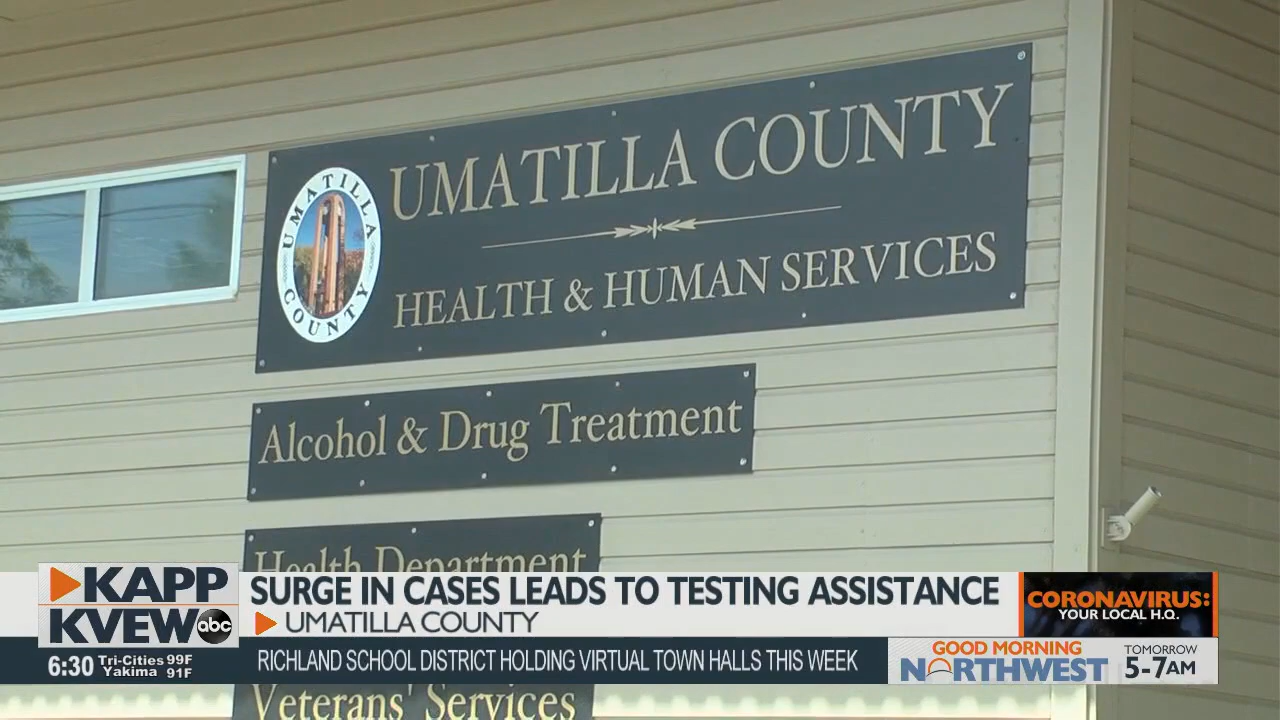 UMATILLA COUNTY
UMATILLA
COUNTY
HEALTH & HUMAN SERVICES
Alcohol & Drug Treatment
Health Department
KAPP
KVEW abc
SURGE IN CASES LEADS TO TESTING ASSISTANCE
UMATILLA COUNTY
CORONAVIRUS:
YOUR LOCAL H.Q.
6:30 Tri-Cities 99F
Yakima 91F
RICHLAND SCHOOL DISTRICT HOLDING VIRTUAL TOWN HALLS THIS WEEK
GOOD MORNING
NORTHWEST
TOMORROW
5-7AM
Veterans' Services